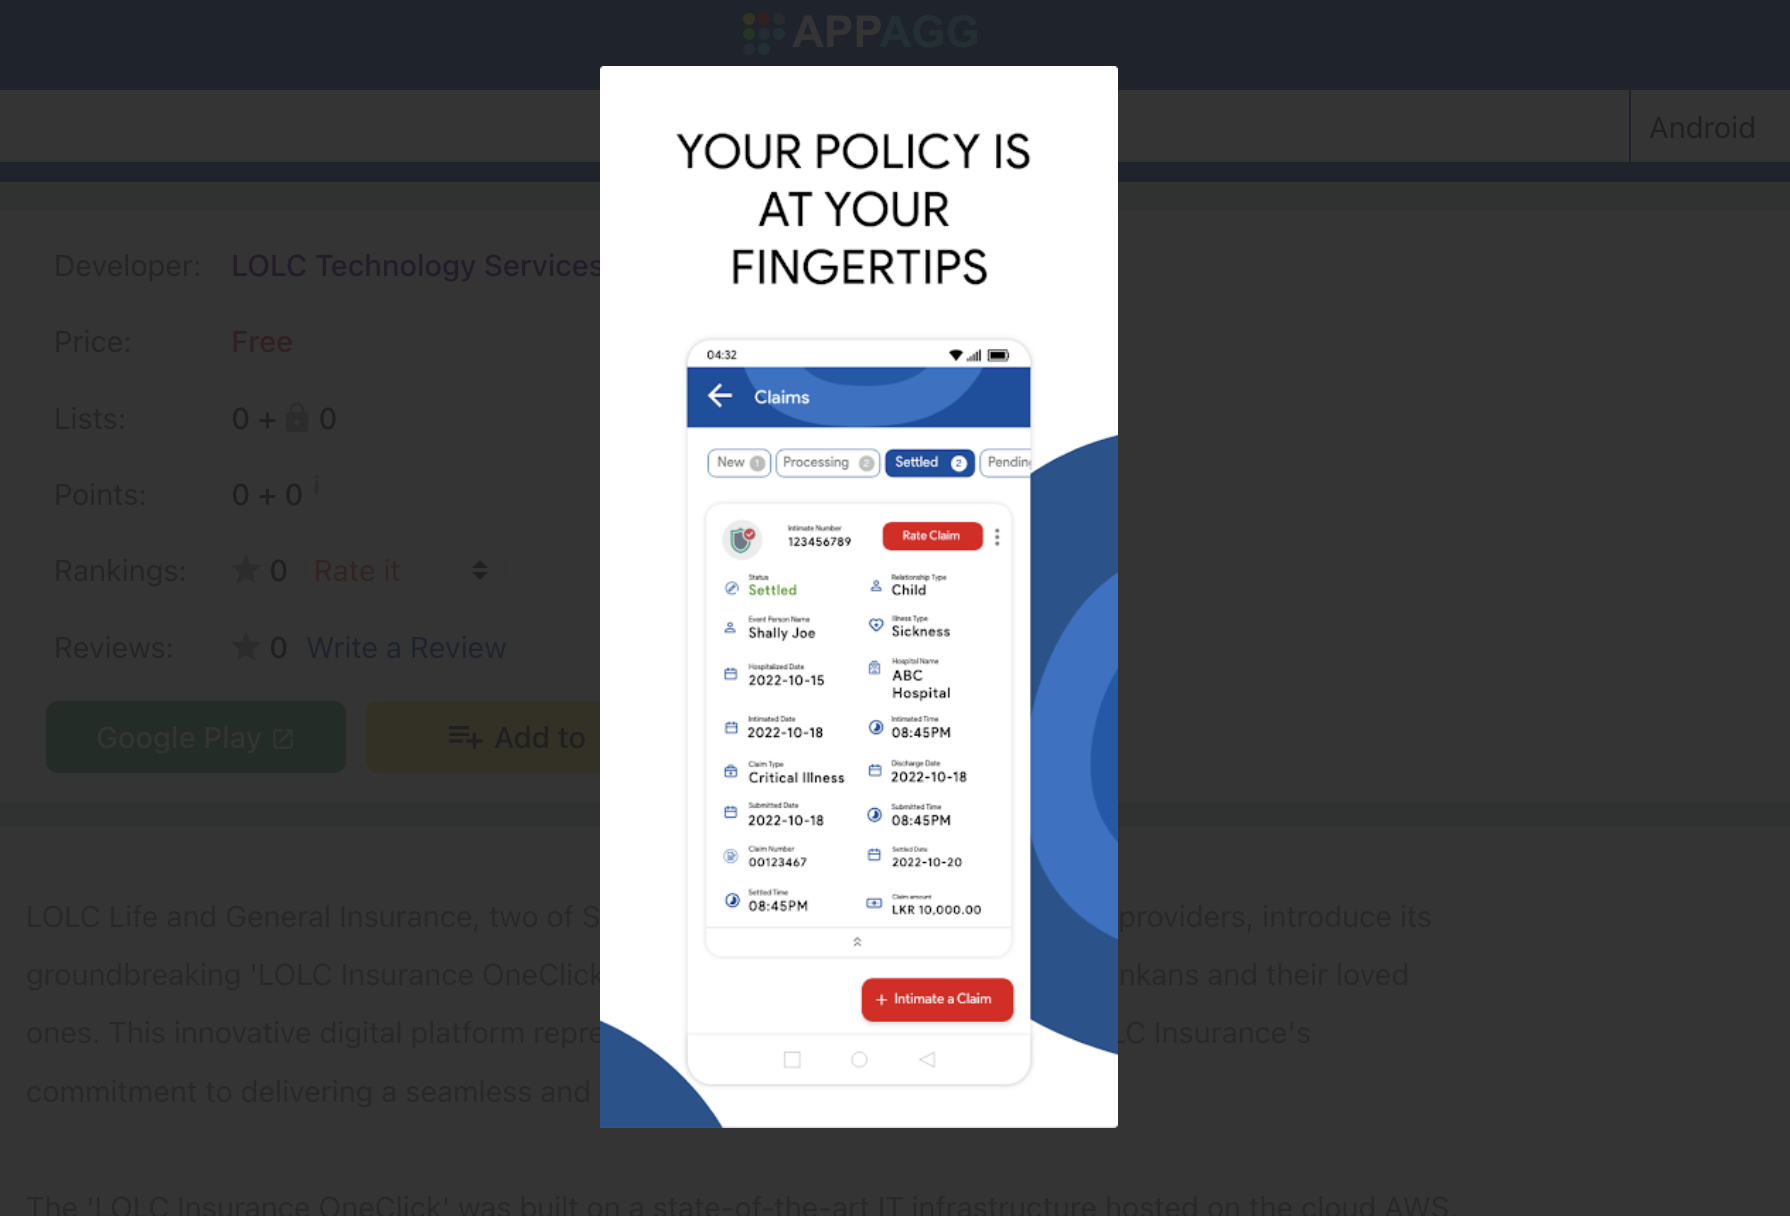 APPAGG
Android
Developer: LOLC Technology Services
Price: Free
Lists: 0 + 0
Points: 0 + 0 i
Rankings: 0 Rate it
Reviews: 0 Write a Review
Google Play
Add to
YOUR POLICY IS
AT YOUR
FINGERTIPS
04:32
Claims
New 1 Processing 2 Settled 2 Pending
Intimate Number
123456789
Rate Claim
Status
Settled
Relationship Type
Child
Event Person Name
Shally Joe
Illness Type
Sickness
Hospitalized Date
2022-10-15
Hospital Name
ABC
Hospital
Intimated Date
2022-10-18
Intimated Time
08:45PM
Claim Type
Critical Illness
Discharge Date
2022-10-18
Submitted Date
2022-10-18
Submitted Time
08:45PM
Claim Number
00123467
Settled Date
2022-10-20
Settled Time
08:45PM
Claim amount
LKR 10,000.00
+ Intimate a Claim
LOLC Life and General Insurance, two of S providers, introduce its
groundbreaking 'LOLC Insurance OneClick nkans and their loved
ones. This innovative digital platform repre LC Insurance's
commitment to delivering a seamless and
The 'LOLC Insurance OneClick' was built on a state-of-the-art IT infrastructure hosted on the cloud AWS